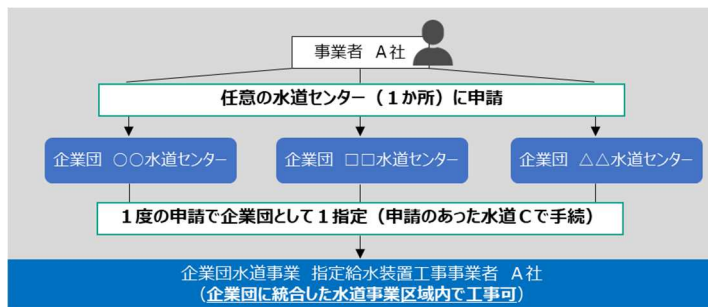 事業者 A社
任意の水道センター（１か所）に申請
企業団 ○○水道センター
企業団 □□水道センター
企業団 △△水道センター
１度の申請で企業団として１指定（申請のあった水道Ｃで手続）
企業団水道事業 指定給水装置工事事業者 A社
（企業団に統合した水道事業区域内で工事可）